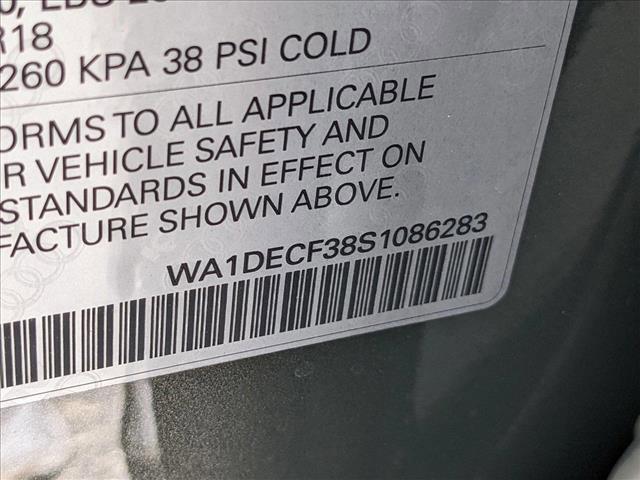 R18
260 KPA 38 PSI COLD
ORMS TO ALL APPLICABLE
R VEHICLE SAFETY AND
STANDARDS IN EFFECT ON
FACTURE SHOWN ABOVE.
WA1DECF38S1086283